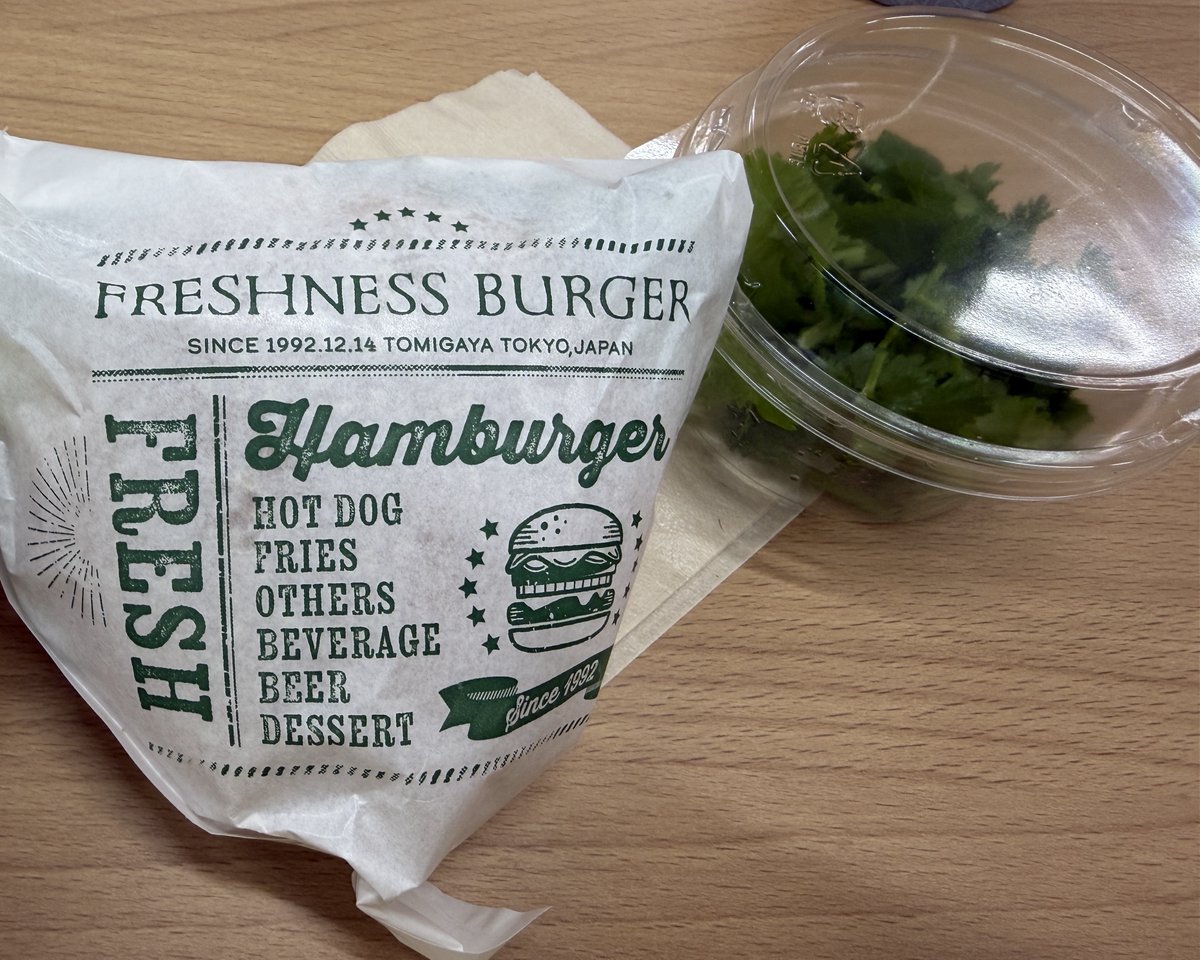 FRESHNESS BURGER
SINCE 1992.12.14 TOMIGAYA TOKYO,JAPAN
FRESH
Hamburger
HOT DOG
FRIES
OTHERS
BEVERAGE
BEER
DESSERT
Since 1992